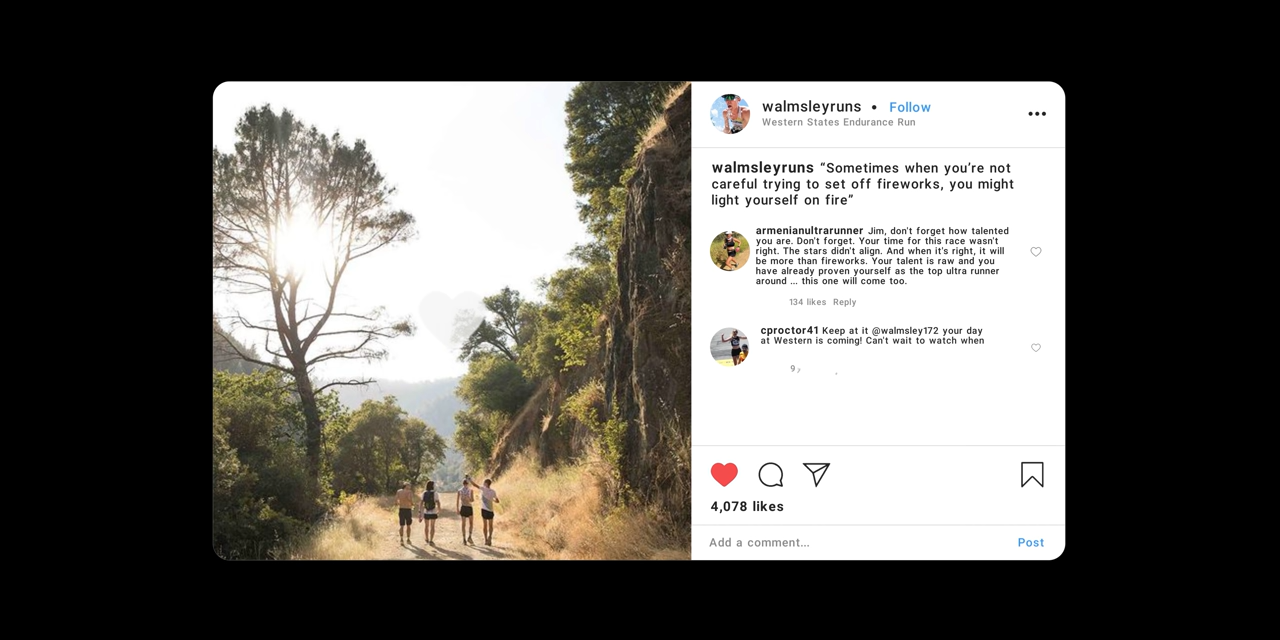 walmsleyruns • Follow
Western States Endurance Run
walmsleyruns “Sometimes when you’re not
careful trying to set off fireworks, you might
light yourself on fire”
armenianultrarunner Jim, don't forget how talented
you are. Don't forget. Your time for this race wasn't
right. The stars didn't align. And when it's right, it will
be more than fireworks. Your talent is raw and you
have already proven yourself as the top ultra runner
around ... this one will come too.
134 likes Reply
cproctor41 Keep at it @walmsley172 your day
at Western is coming! Can't wait to watch when
4,078 likes
Add a comment...
Post